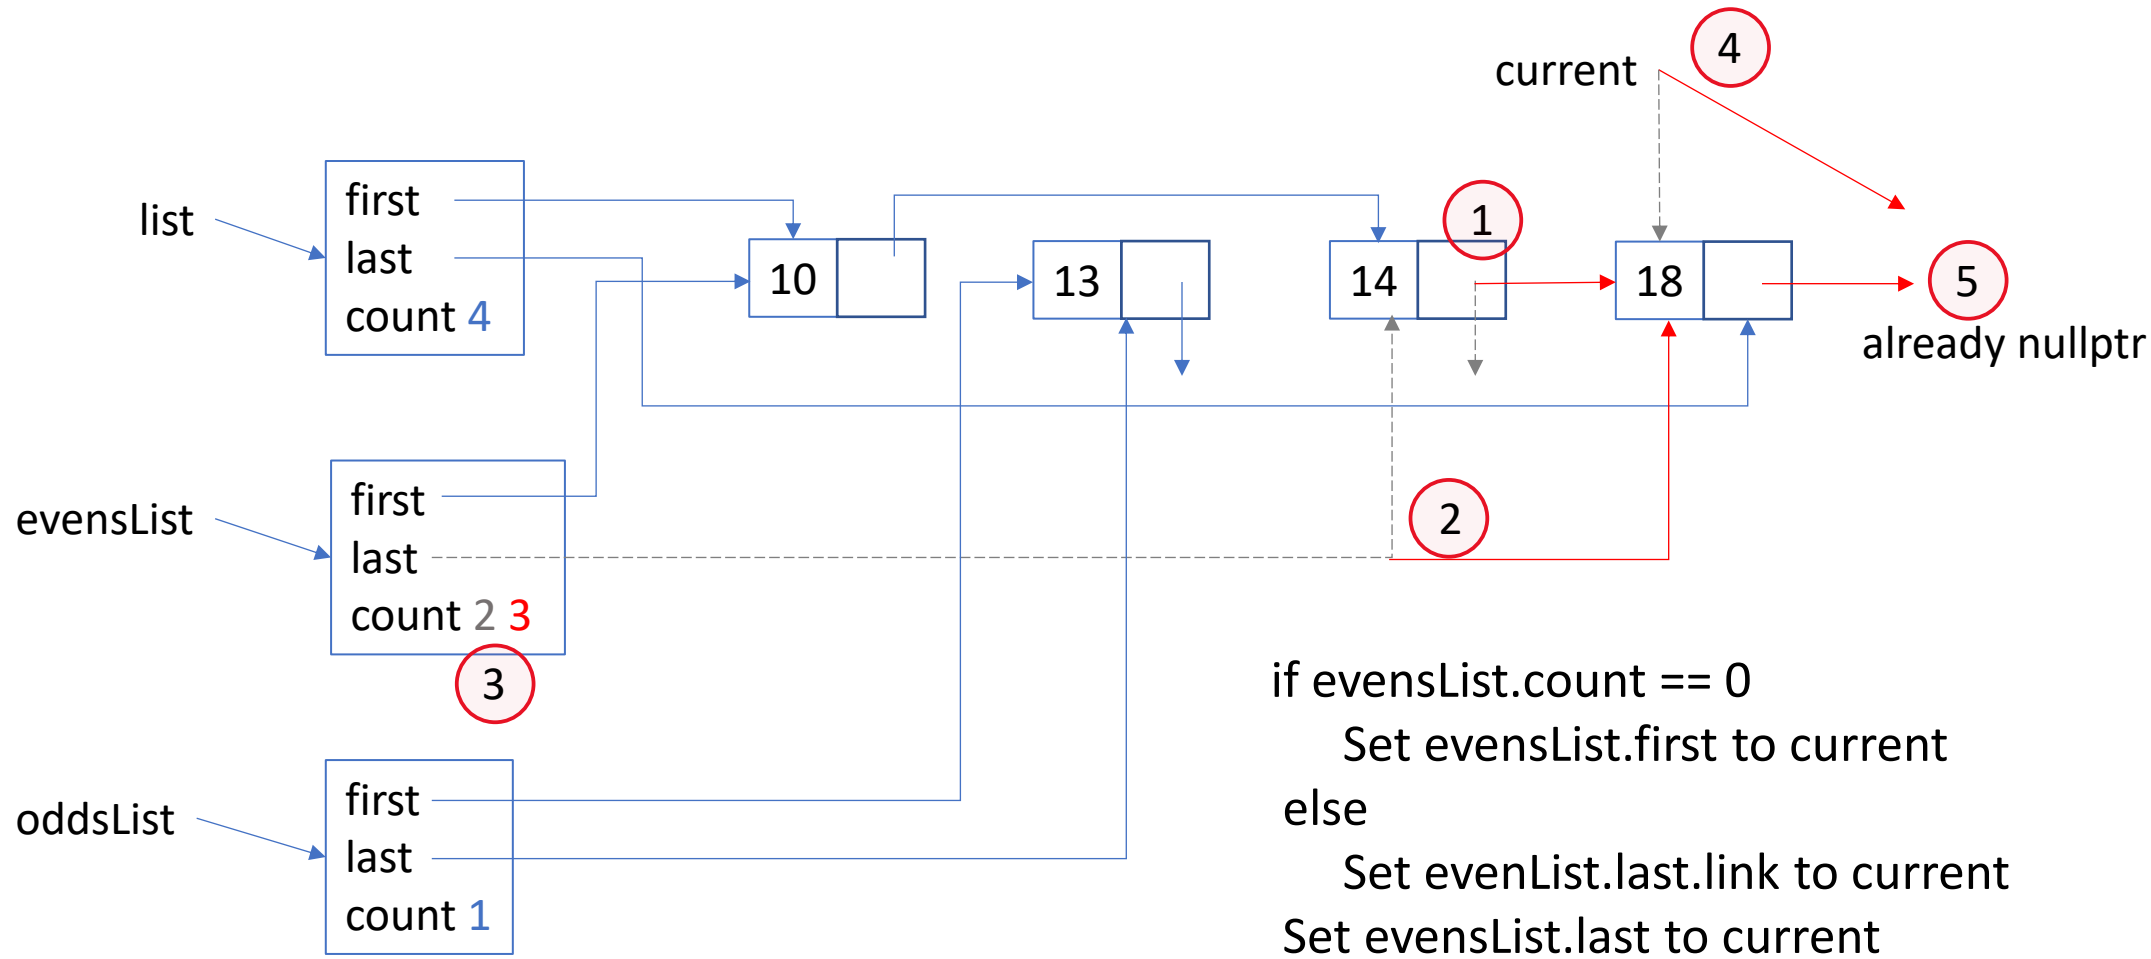 current
4
list
first
last
count 4
10
13
14
1
18
5
already nullptr
evensList
first
last
count 2 3
3
2
oddsList
first
last
count 1
if evensList.count == 0
Set evensList.first to current
else
Set evenList.last.link to current
Set evensList.last to current